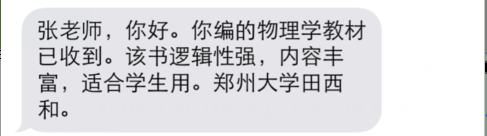 张老师，你好。你编的物理学教材
已收到。该书逻辑性强，内容丰
富，适合学生用。郑州大学田西
和。